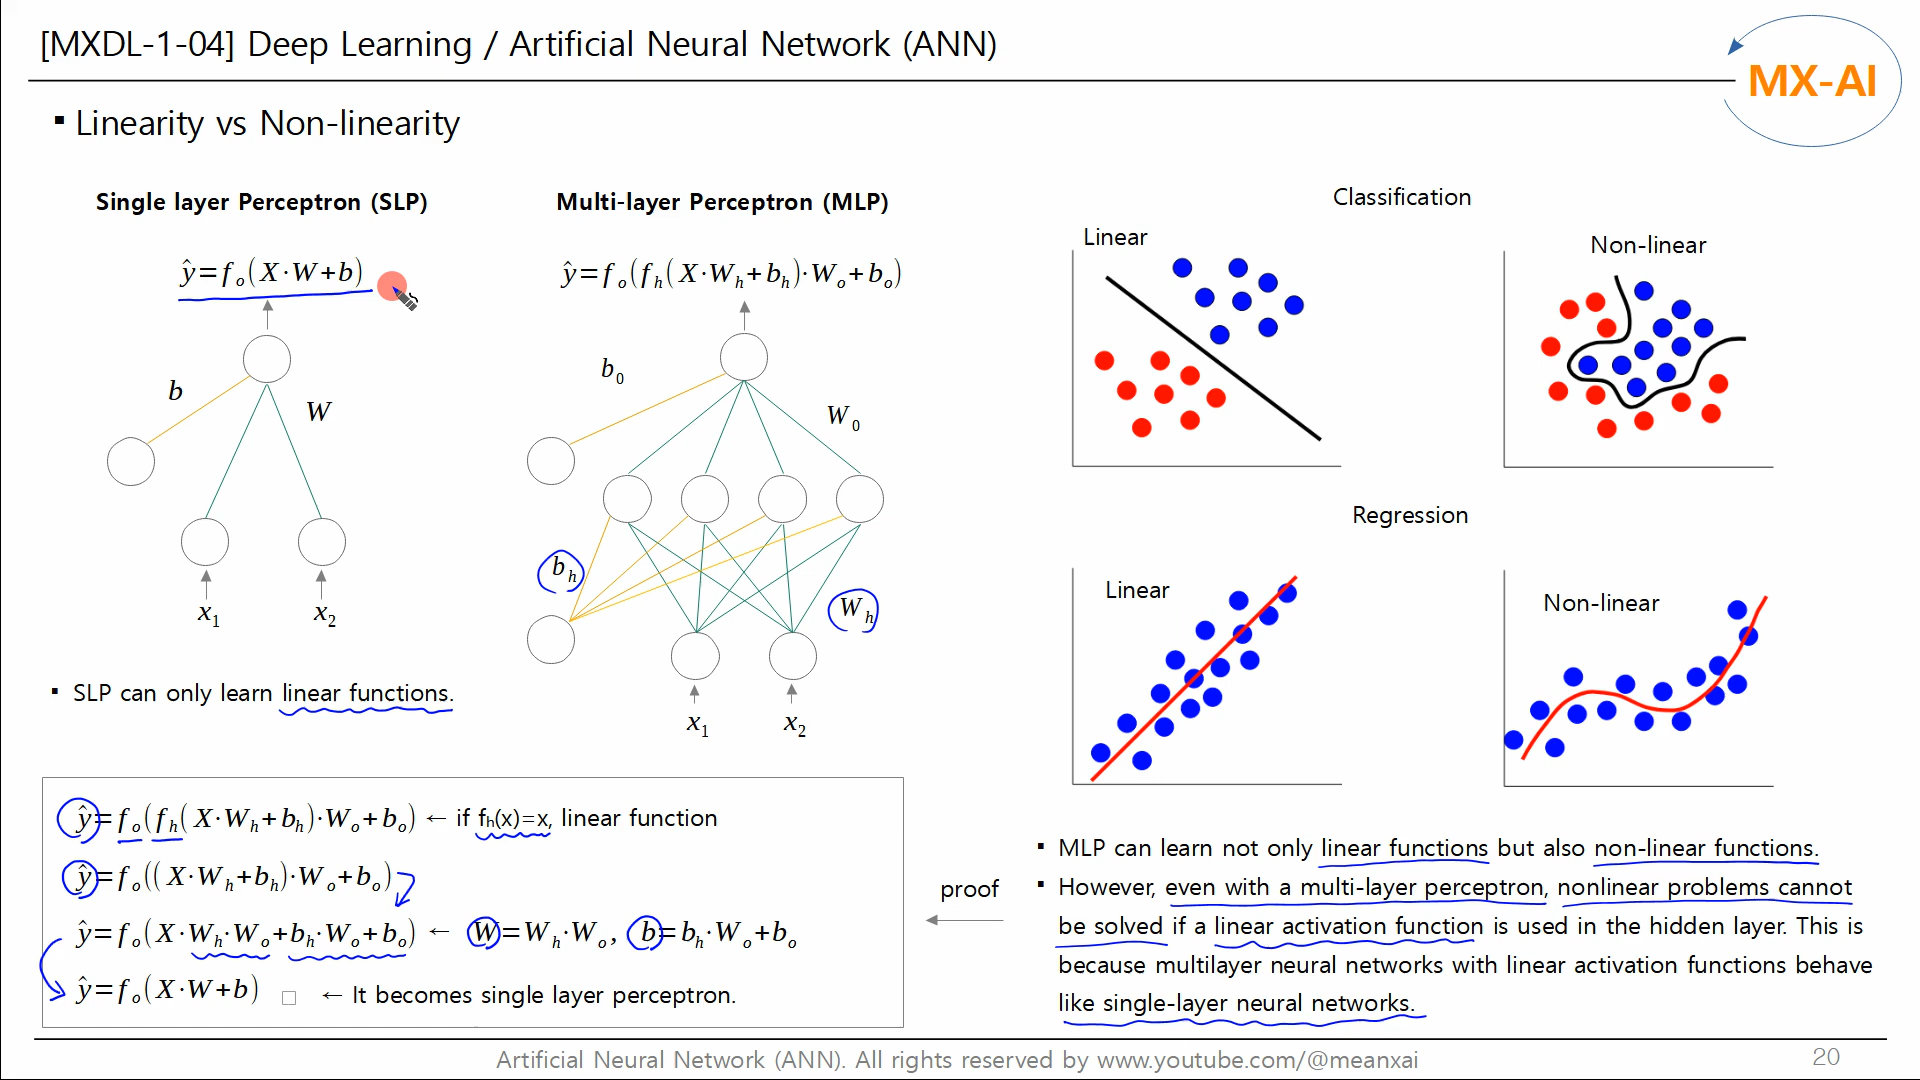 [MXDL-1-04] Deep Learning / Artificial Neural Network (ANN)
MX-AI
▪ Linearity vs Non-linearity
Single layer Perceptron (SLP)
ŷ=f_o(X·W+b)
b
W
x_1
x_2
▪ SLP can only learn linear functions.
Multi-layer Perceptron (MLP)
ŷ=f_o(f_h(X·W_h+b_h)·W_o+b_o)
b_0
W_0
b_h
W_h
x_1
x_2
Classification
Linear
Non-linear
Regression
Linear
Non-linear
ŷ=f_o(f_h(X·W_h+b_h)·W_o+b_o) ← if f_h(x)=x, linear function
ŷ=f_o((X·W_h+b_h)·W_o+b_o)
ŷ=f_o(X·W_h·W_o+b_h·W_o+b_o) ← W=W_h·W_o, b=b_h·W_o+b_o
ŷ=f_o(X·W+b) □ ← It becomes single layer perceptron.
proof
▪ MLP can learn not only linear functions but also non-linear functions.
▪ However, even with a multi-layer perceptron, nonlinear problems cannot
be solved if a linear activation function is used in the hidden layer. This is
because multilayer neural networks with linear activation functions behave
like single-layer neural networks.
Artificial Neural Network (ANN). All rights reserved by www.youtube.com/@meanxai
20